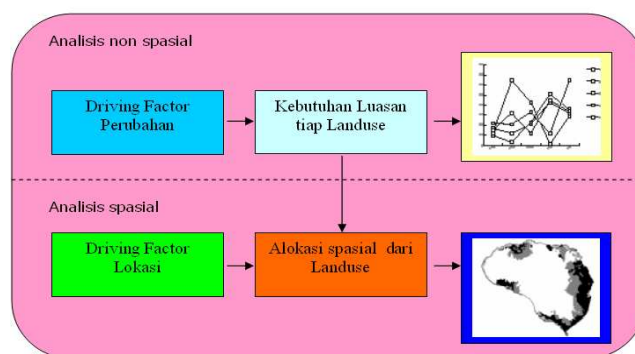 Analisis non spasial
Driving Factor
Perubahan
Kebutuhan Luasan
tiap Landuse
Analisis spasial
Driving Factor
Lokasi
Alokasi spasial dari
Landuse